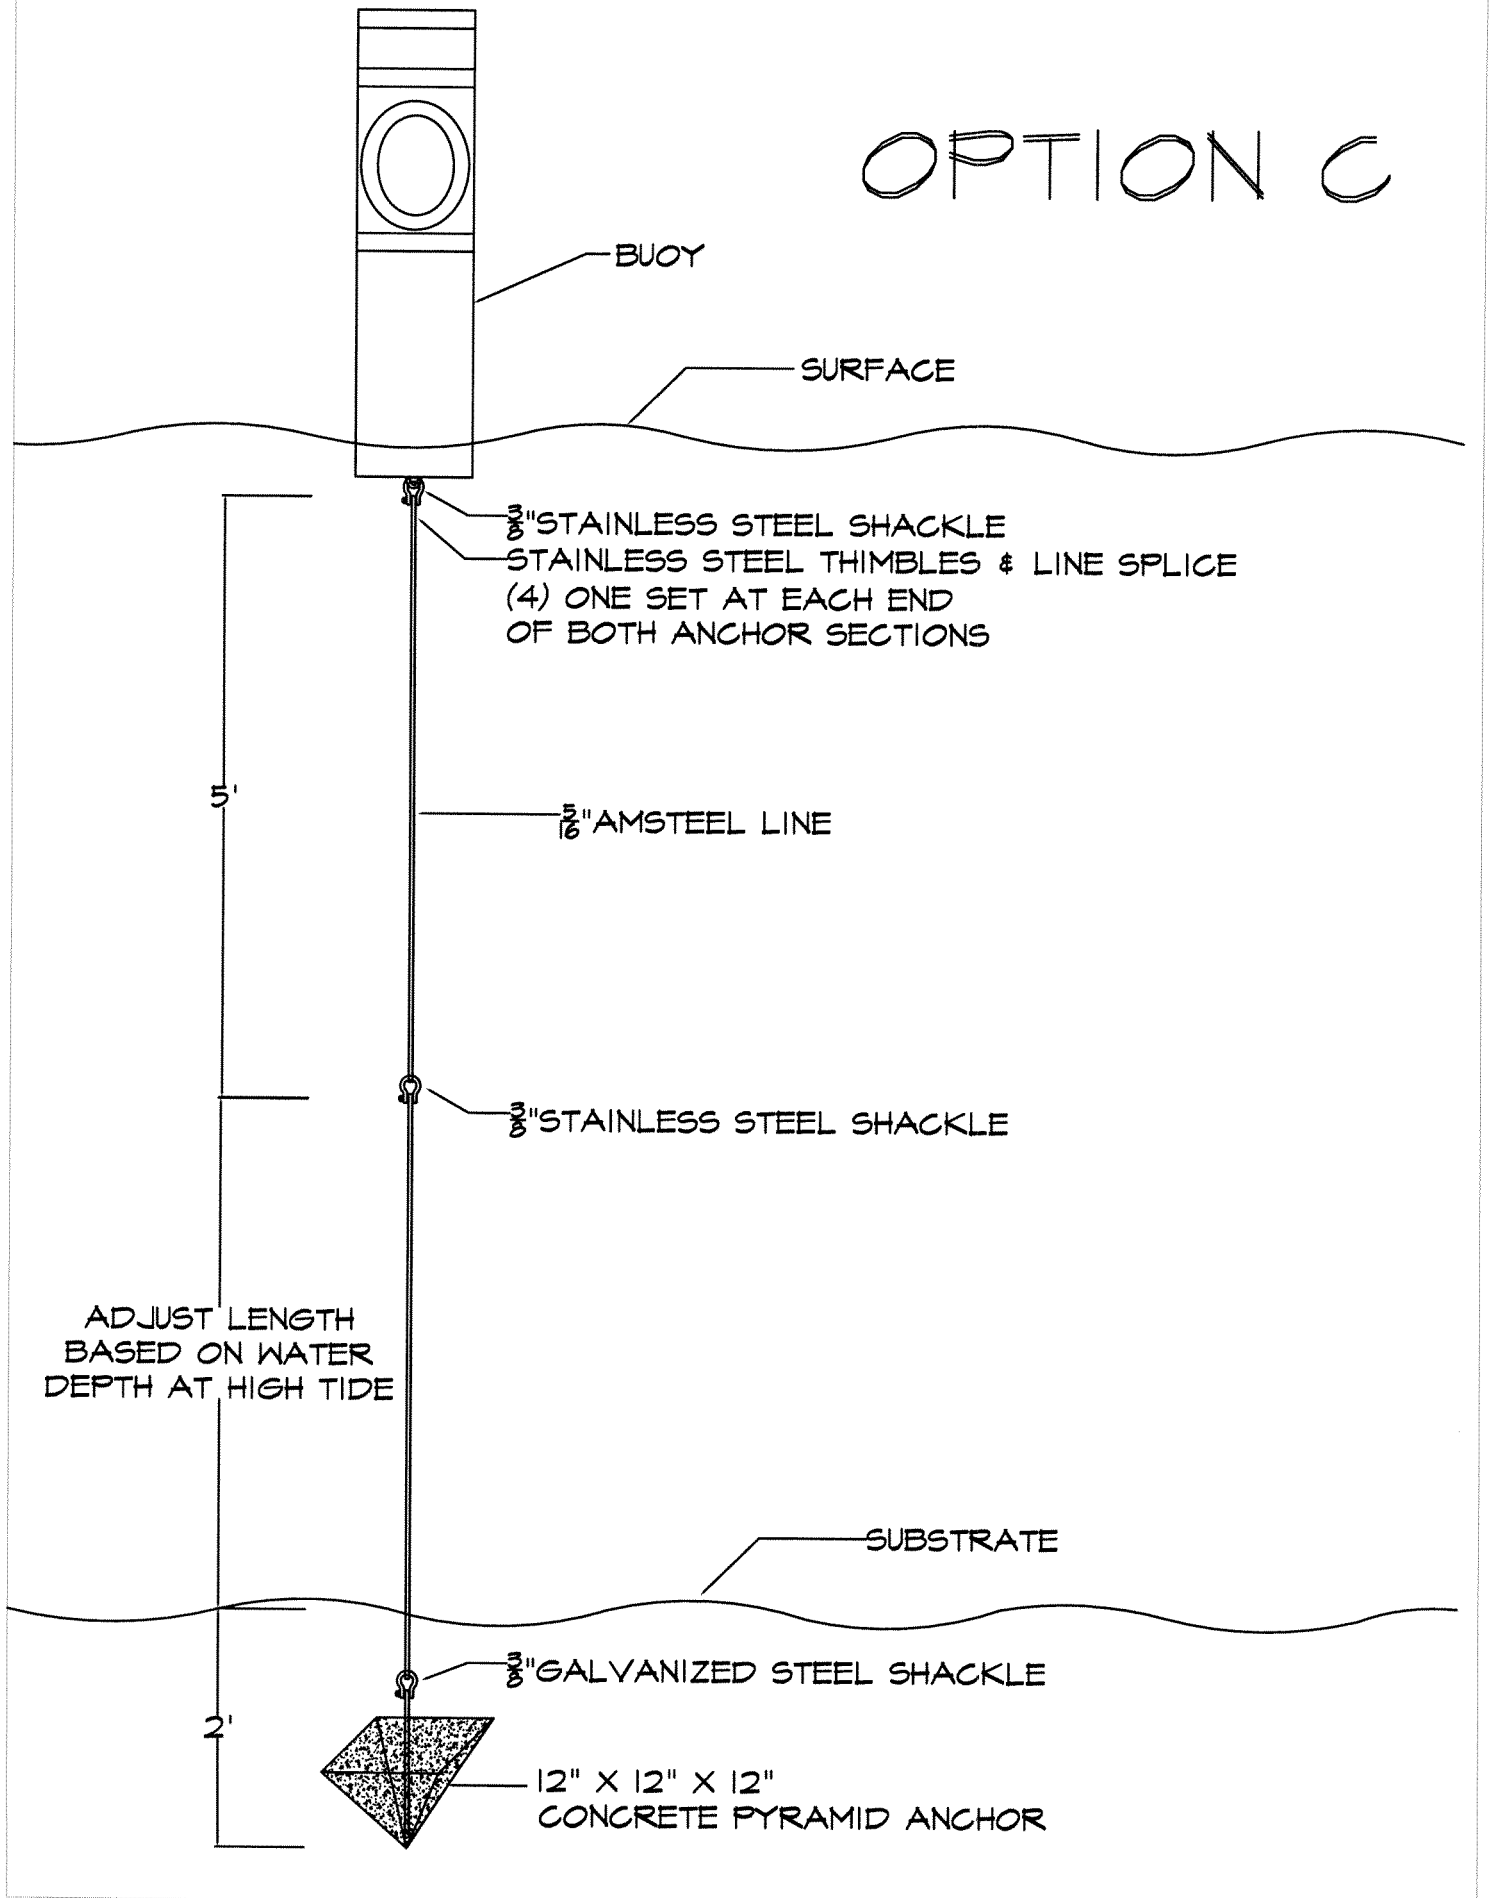 OPTION C
BUOY
SURFACE
3/8" STAINLESS STEEL SHACKLE
STAINLESS STEEL THIMBLES & LINE SPLICE
(4) ONE SET AT EACH END
OF BOTH ANCHOR SECTIONS
5'
5/16" AMSTEEL LINE
3/8" STAINLESS STEEL SHACKLE
ADJUST LENGTH
BASED ON WATER
DEPTH AT HIGH TIDE
SUBSTRATE
3/8" GALVANIZED STEEL SHACKLE
2'
12" X 12" X 12"
CONCRETE PYRAMID ANCHOR